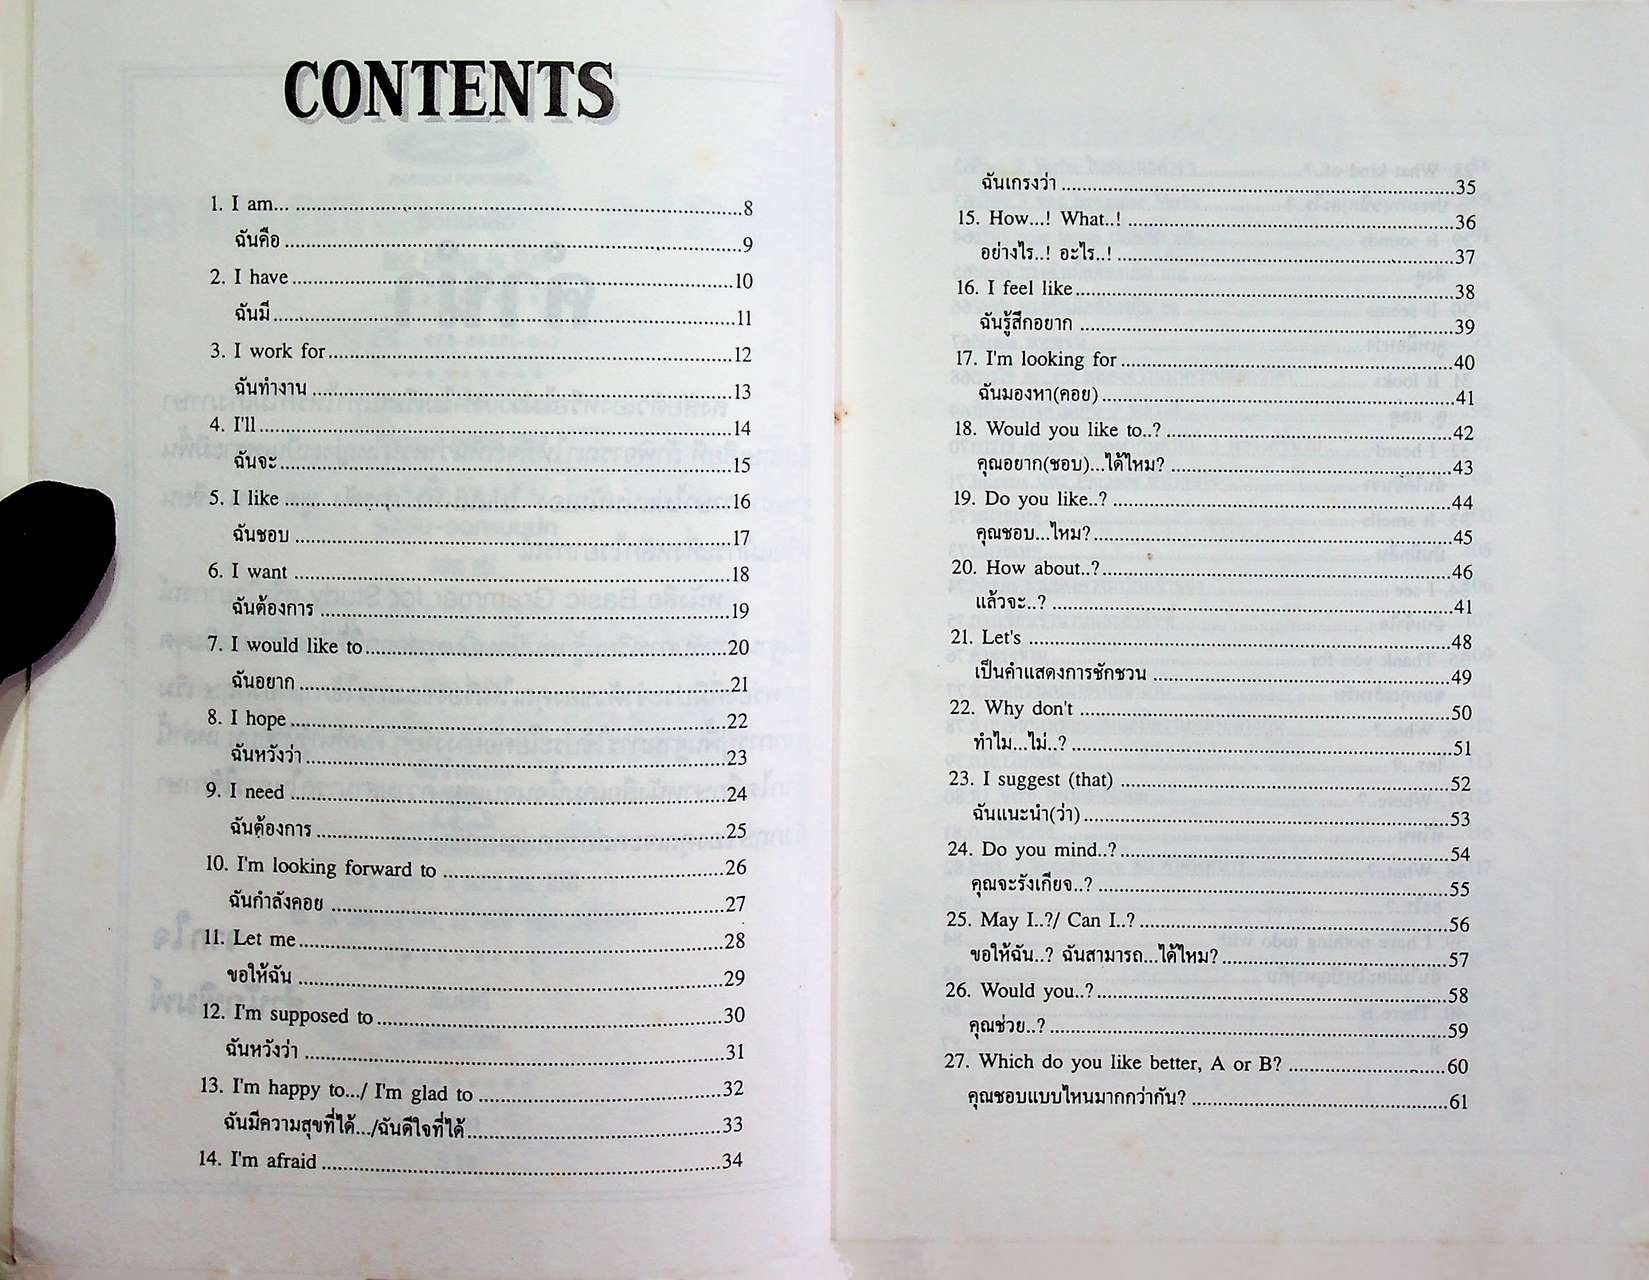 CONTENTS
1. I am... ........ 8
ฉันคือ ........ 9
2. I have ........ 10
ฉันมี ........ 11
3. I work for ........ 12
ฉันทำงาน ........ 13
4. I'll ........ 14
ฉันจะ ........ 15
5. I like ........ 16
ฉันชอบ ........ 17
6. I want ........ 18
ฉันต้องการ ........ 19
7. I would like to ........ 20
ฉันอยาก ........ 21
8. I hope ........ 22
ฉันหวังว่า ........ 23
9. I need ........ 24
ฉันต้องการ ........ 25
10. I'm looking forward to ........ 26
ฉันกำลังคอย ........ 27
11. Let me ........ 28
ขอให้ฉัน ........ 29
12. I'm supposed to ........ 30
ฉันหวังว่า ........ 31
13. I'm happy to.../ I'm glad to ........ 32
ฉันมีความสุขที่ได้.../ฉันดีใจที่ได้ ........ 33
14. I'm afraid ........ 34
ฉันเกรงว่า ........ 35
15. How...! What..! ........ 36
อย่างไร..! อะไร..! ........ 37
16. I feel like ........ 38
ฉันรู้สึกอยาก ........ 39
17. I'm looking for ........ 40
ฉันมองหา(คอย) ........ 41
18. Would you like to..? ........ 42
คุณอยาก(ชอบ)...ได้ไหม? ........ 43
19. Do you like..? ........ 44
คุณชอบ...ไหม? ........ 45
20. How about..? ........ 46
แล้วจะ..? ........ 41
21. Let's ........ 48
เป็นคำแสดงการชักชวน ........ 49
22. Why don't ........ 50
ทำไม...ไม่..? ........ 51
23. I suggest (that) ........ 52
ฉันแนะนำ(ว่า) ........ 53
24. Do you mind..? ........ 54
คุณจะรังเกียจ..? ........ 55
25. May I..?/ Can I..? ........ 56
ขอให้ฉัน..? ฉันสามารถ...ได้ไหม? ........ 57
26. Would you..? ........ 58
คุณช่วย..? ........ 59
27. Which do you like better, A or B? ........ 60
คุณชอบแบบไหนมากกว่ากัน? ........ 61